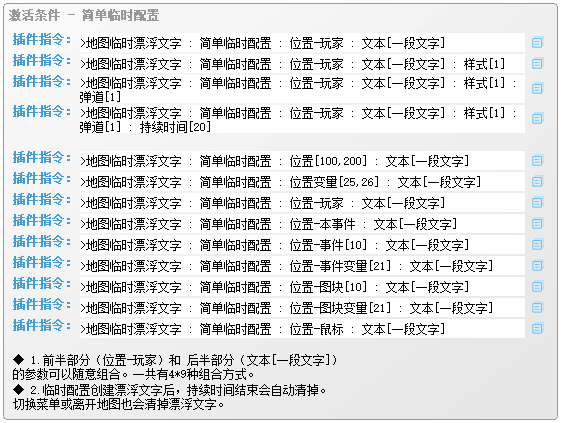 激活条件 - 简单临时配置
插件指令： >地图临时漂浮文字 : 简单临时配置 : 位置-玩家 : 文本[一段文字]
插件指令： >地图临时漂浮文字 : 简单临时配置 : 位置-玩家 : 文本[一段文字] : 样式[1]
插件指令： >地图临时漂浮文字 : 简单临时配置 : 位置-玩家 : 文本[一段文字] : 样式[1] :
弹道[1]
插件指令： >地图临时漂浮文字 : 简单临时配置 : 位置-玩家 : 文本[一段文字] : 样式[1] :
弹道[1] : 持续时间[20]
插件指令： >地图临时漂浮文字 : 简单临时配置 : 位置[100,200] : 文本[一段文字]
插件指令： >地图临时漂浮文字 : 简单临时配置 : 位置变量[25,26] : 文本[一段文字]
插件指令： >地图临时漂浮文字 : 简单临时配置 : 位置-玩家 : 文本[一段文字]
插件指令： >地图临时漂浮文字 : 简单临时配置 : 位置-本事件 : 文本[一段文字]
插件指令： >地图临时漂浮文字 : 简单临时配置 : 位置-事件[10] : 文本[一段文字]
插件指令： >地图临时漂浮文字 : 简单临时配置 : 位置-事件变量[21] : 文本[一段文字]
插件指令： >地图临时漂浮文字 : 简单临时配置 : 位置-图块[10] : 文本[一段文字]
插件指令： >地图临时漂浮文字 : 简单临时配置 : 位置-图块变量[21] : 文本[一段文字]
插件指令： >地图临时漂浮文字 : 简单临时配置 : 位置-鼠标 : 文本[一段文字]
◆ 1.前半部分（位置-玩家）和 后半部分（文本[一段文字]）
的参数可以随意组合。一共有4*9种组合方式。
◆ 2.临时配置创建漂浮文字后，持续时间结束会自动清掉。
切换菜单或离开地图也会清掉漂浮文字。